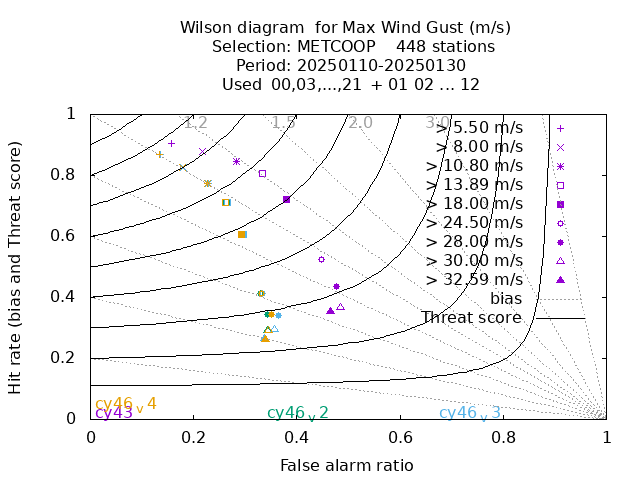 Wilson diagram for Max Wind Gust (m/s)
Selection: METCOOP 448 stations
Period: 20250110-20250130
Used 00,03,...,21 + 01 02 ... 12
1.2 1.5 2.0 3.0
> 5.50 m/s
> 8.00 m/s
> 10.80 m/s
> 13.89 m/s
> 18.00 m/s
> 24.50 m/s
> 28.00 m/s
> 30.00 m/s
> 32.59 m/s
bias
Threat score
Hit rate (bias and Threat score)
1
0.8
0.6
0.4
0.2
0
cy46_v4
cy43 cy46_v2 cy46_v3
0 0.2 0.4 0.6 0.8 1
False alarm ratio